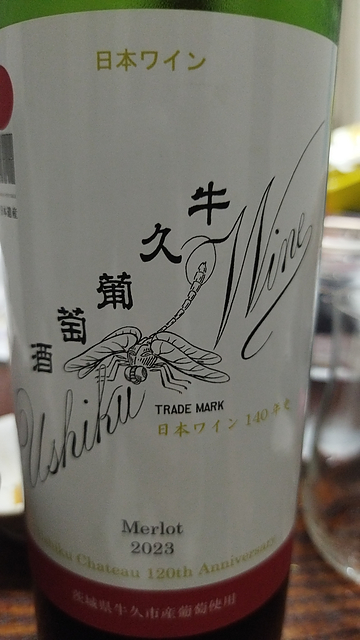 日本ワイン
牛久葡萄酒
Ushiku Wine
TRADE MARK
日本ワイン140年史
Merlot
2023
Ushiku Chateau 120th Anniversary
茨城県牛久市産葡萄使用